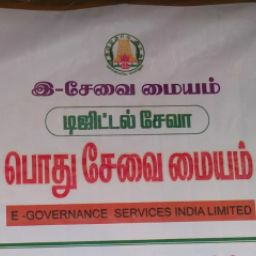 இ-சேவை மையம்
டிஜிட்டல் சேவா
பொது சேவை மையம்
E -GOVERNANCE SERVICES INDIA LIMITED